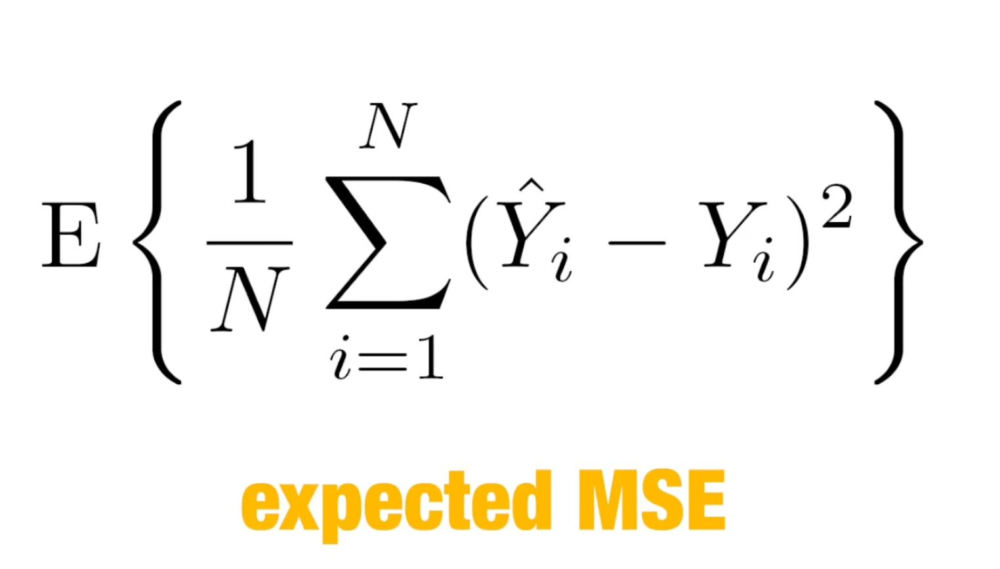 E{1/N ∑_{i=1}^{N} (Ŷ_i − Y_i)^2}
expected MSE